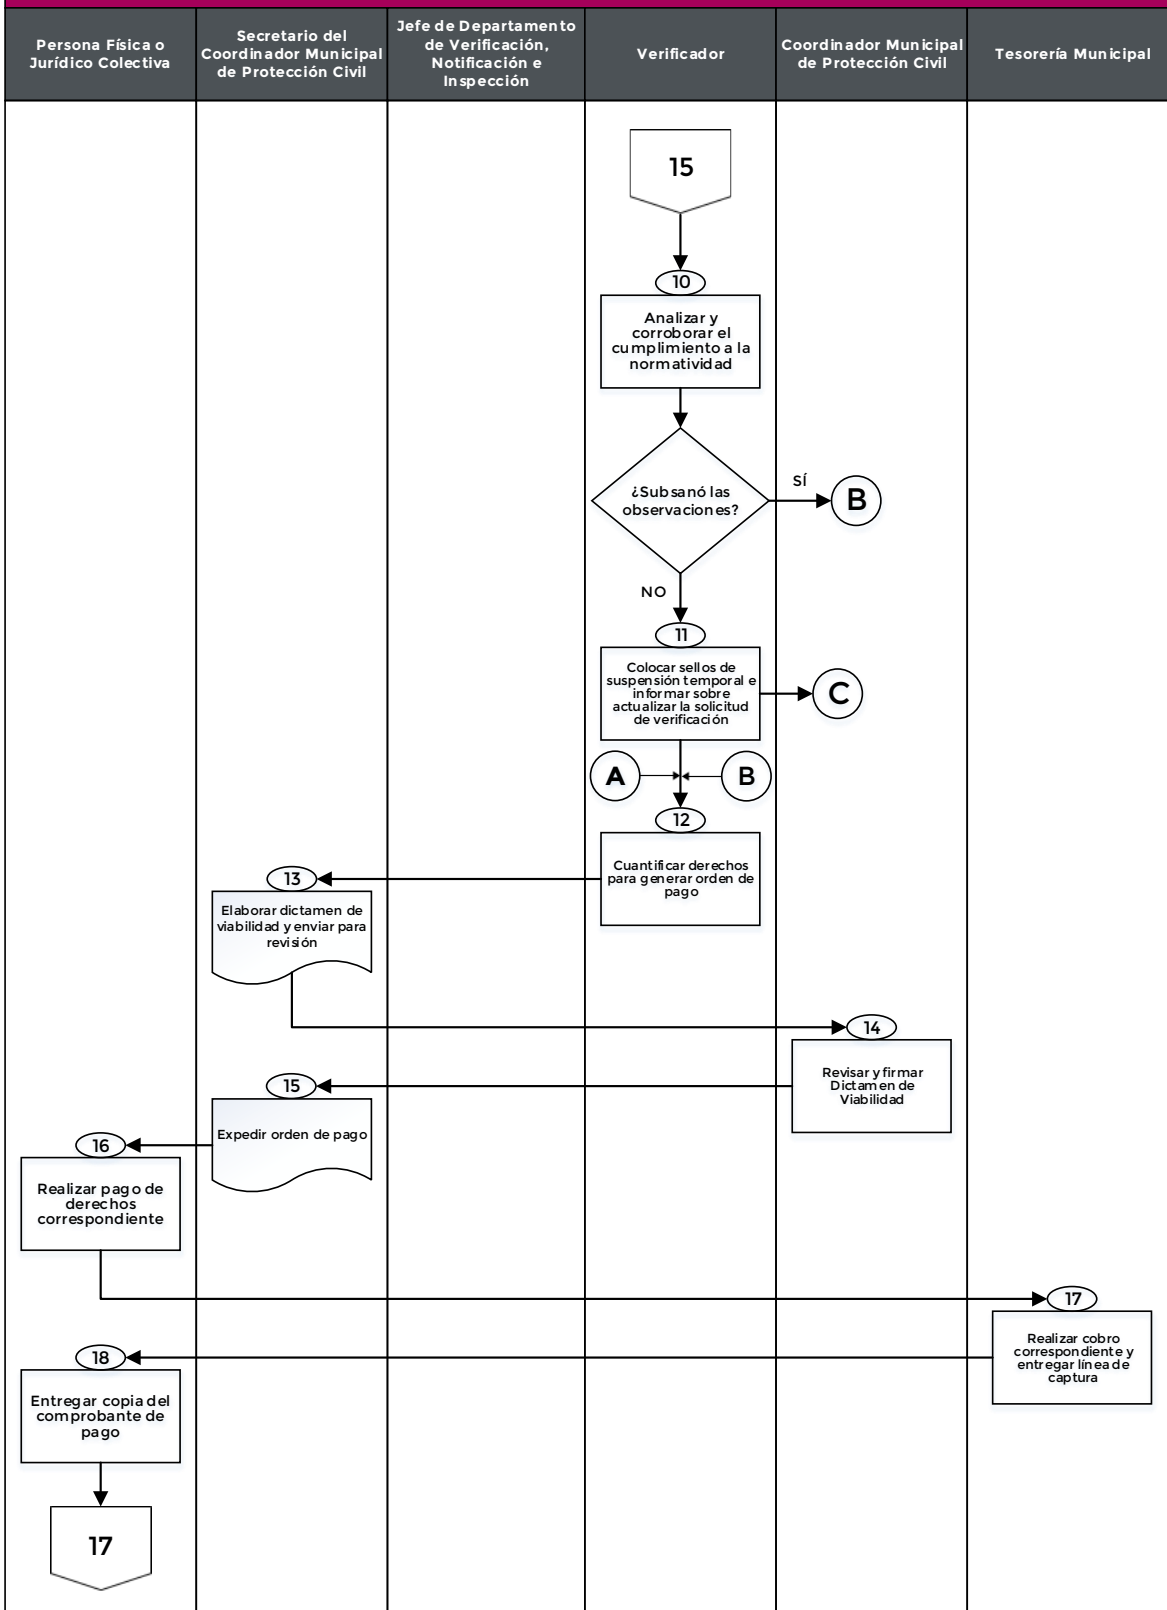 Persona Física o
Jurídico Colectiva
Secretario del
Coordinador Municipal
de Protección Civil
Jefe de Departamento
de Verificación,
Notificación e
Inspección
Verificador
Coordinador Municipal
de Protección Civil
Tesorería Municipal
15
10
Analizar y
corroborar el
cumplimiento a la
normatividad
¿Subsanó las
observaciones?
SÍ
B
NO
11
Colocar sellos de
suspensión temporal e
informar sobre
actualizar la solicitud
de verificación
C
A
B
12
Cuantificar derechos
para generar orden de
pago
13
Elaborar dictamen de
viabilidad y enviar para
revisión
14
Revisar y firmar
Dictamen de
Viabilidad
15
Expedir orden de pago
16
Realizar pago de
derechos
correspondiente
17
Realizar cobro
correspondiente y
entregar línea de
captura
18
Entregar copia del
comprobante de
pago
17